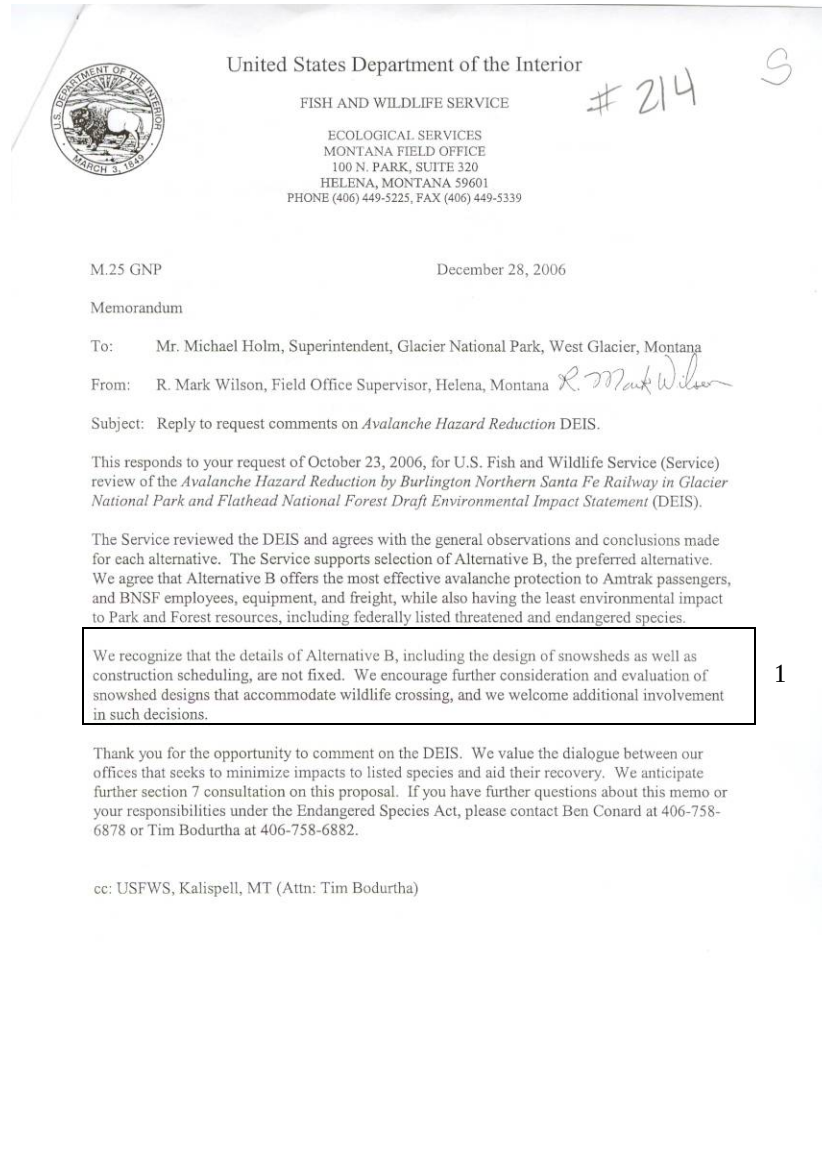 United States Department of the Interior
# 214
S
FISH AND WILDLIFE SERVICE
U.S. DEPARTMENT OF THE INTERIOR
MARCH 3, 1849
ECOLOGICAL SERVICES
MONTANA FIELD OFFICE
100 N. PARK, SUITE 320
HELENA, MONTANA 59601
PHONE (406) 449-5225, FAX (406) 449-5339
M.25 GNP December 28, 2006
Memorandum
To: Mr. Michael Holm, Superintendent, Glacier National Park, West Glacier, Montana
From: R. Mark Wilson, Field Office Supervisor, Helena, Montana R. Mark Wilson
Subject: Reply to request comments on Avalanche Hazard Reduction DEIS.
This responds to your request of October 23, 2006, for U.S. Fish and Wildlife Service (Service)
review of the Avalanche Hazard Reduction by Burlington Northern Santa Fe Railway in Glacier
National Park and Flathead National Forest Draft Environmental Impact Statement (DEIS).
The Service reviewed the DEIS and agrees with the general observations and conclusions made
for each alternative. The Service supports selection of Alternative B, the preferred alternative.
We agree that Alternative B offers the most effective avalanche protection to Amtrak passengers,
and BNSF employees, equipment, and freight, while also having the least environmental impact
to Park and Forest resources, including federally listed threatened and endangered species.
We recognize that the details of Alternative B, including the design of snowsheds as well as
construction scheduling, are not fixed. We encourage further consideration and evaluation of
snowshed designs that accommodate wildlife crossing, and we welcome additional involvement
in such decisions.
1
Thank you for the opportunity to comment on the DEIS. We value the dialogue between our
offices that seeks to minimize impacts to listed species and aid their recovery. We anticipate
further section 7 consultation on this proposal. If you have further questions about this memo or
your responsibilities under the Endangered Species Act, please contact Ben Conard at 406-758-
6878 or Tim Bodurtha at 406-758-6882.
cc: USFWS, Kalispell, MT (Attn: Tim Bodurtha)